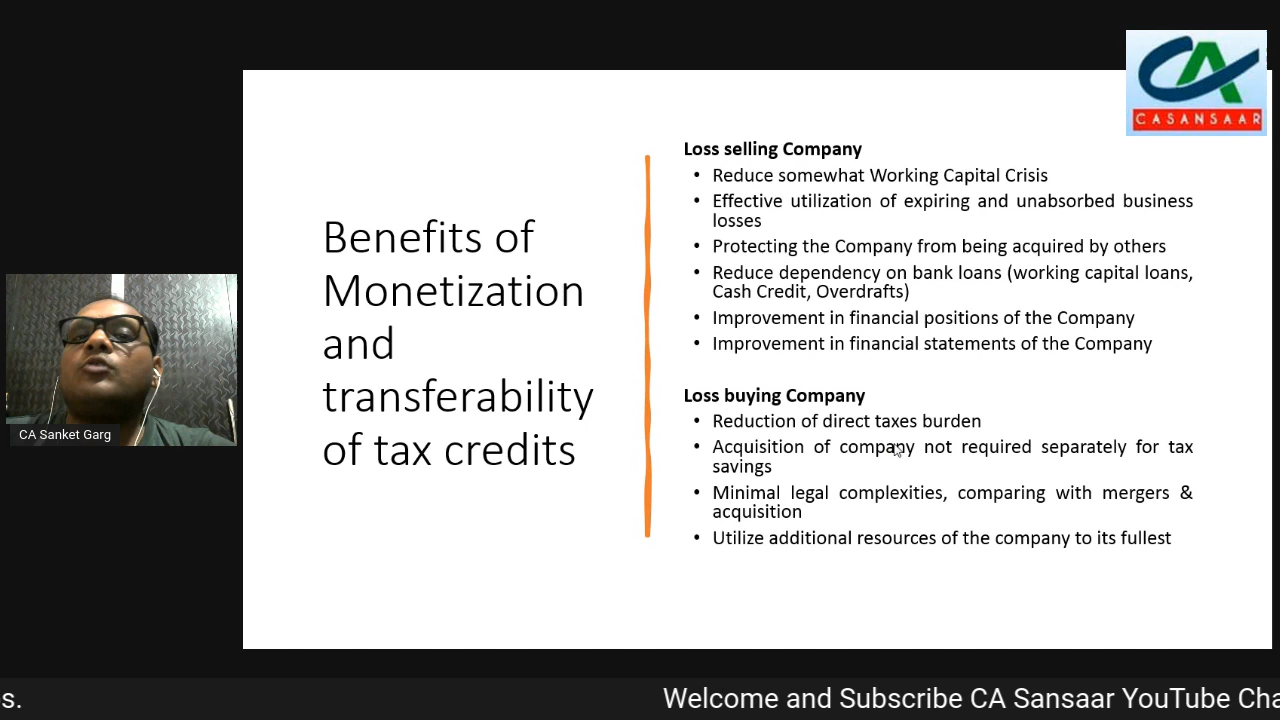 CASANSAAR
Benefits of
Monetization
and
transferability
of tax credits
Loss selling Company
• Reduce somewhat Working Capital Crisis
• Effective utilization of expiring and unabsorbed business
losses
• Protecting the Company from being acquired by others
• Reduce dependency on bank loans (working capital loans,
Cash Credit, Overdrafts)
• Improvement in financial positions of the Company
• Improvement in financial statements of the Company
Loss buying Company
• Reduction of direct taxes burden
• Acquisition of company not required separately for tax
savings
• Minimal legal complexities, comparing with mergers &
acquisition
• Utilize additional resources of the company to its fullest
CA Sanket Garg
s. Welcome and Subscribe CA Sansaar YouTube Cha